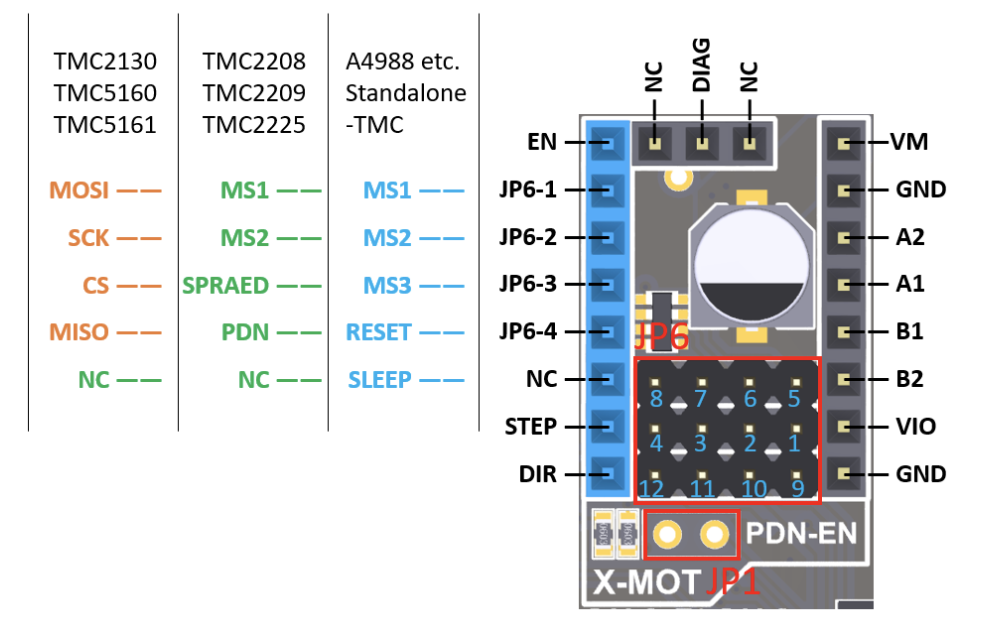 TMC2130
TMC5160
TMC5161
MOSI
SCK
CS
MISO
NC
TMC2208
TMC2209
TMC2225
MS1
MS2
SPRAED
PDN
NC
A4988 etc.
Standalone
-TMC
MS1
MS2
MS3
RESET
SLEEP
NC
DIAG
NC
EN
JP6-1
JP6-2
JP6-3
JP6-4
NC
STEP
DIR
VM
GND
A2
A1
B1
B2
VIO
GND
JP6
8 7 6 5
4 3 2 1
12 11 10 9
PDN-EN
X-MOT JP1